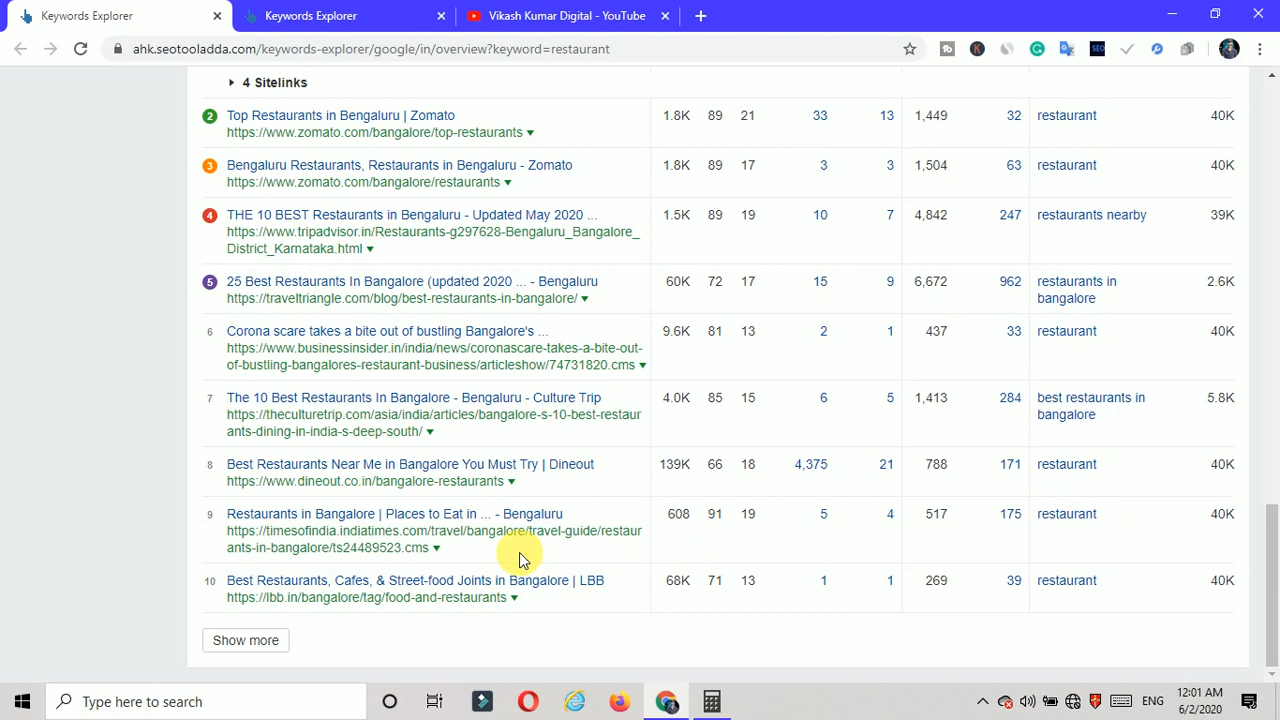 Keywords Explorer
Keywords Explorer
Vikash Kumar Digital - YouTube
ahk.seotooladda.com/keywords-explorer/google/in/overview?keyword=restaurant
4 Sitelinks
2 Top Restaurants in Bengaluru | Zomato 1.8K 89 21 33 13 1,449 32 restaurant 40K
https://www.zomato.com/bangalore/top-restaurants
3 Bengaluru Restaurants, Restaurants in Bengaluru - Zomato 1.8K 89 17 3 3 1,504 63 restaurant 40K
https://www.zomato.com/bangalore/restaurants
4 THE 10 BEST Restaurants in Bengaluru - Updated May 2020 ... 1.5K 89 19 10 7 4,842 247 restaurants nearby 39K
https://www.tripadvisor.in/Restaurants-g297628-Bengaluru_Bangalore_
District_Karnataka.html
5 25 Best Restaurants In Bangalore (updated 2020 ... - Bengaluru 60K 72 17 15 9 6,672 962 restaurants in 2.6K
https://traveltriangle.com/blog/best-restaurants-in-bangalore/ bangalore
6 Corona scare takes a bite out of bustling Bangalore's ... 9.6K 81 13 2 1 437 33 restaurant 40K
https://www.businessinsider.in/india/news/coronascare-takes-a-bite-out-
of-bustling-bangalores-restaurant-business/articleshow/74731820.cms
7 The 10 Best Restaurants In Bangalore - Bengaluru - Culture Trip 4.0K 85 15 6 5 1,413 284 best restaurants in 5.8K
https://theculturetrip.com/asia/india/articles/bangalore-s-10-best-restaur bangalore
ants-dining-in-india-s-deep-south/
8 Best Restaurants Near Me in Bangalore You Must Try | Dineout 139K 66 18 4,375 21 788 171 restaurant 40K
https://www.dineout.co.in/bangalore-restaurants
9 Restaurants in Bangalore | Places to Eat in ... - Bengaluru 608 91 19 5 4 517 175 restaurant 40K
https://timesofindia.indiatimes.com/travel/bangalore/travel-guide/restaur
ants-in-bangalore/ts24489523.cms
10 Best Restaurants, Cafes, & Street-food Joints in Bangalore | LBB 68K 71 13 1 1 269 39 restaurant 40K
https://lbb.in/bangalore/tag/food-and-restaurants
Show more
Type here to search
ENG
12:01 AM
6/2/2020